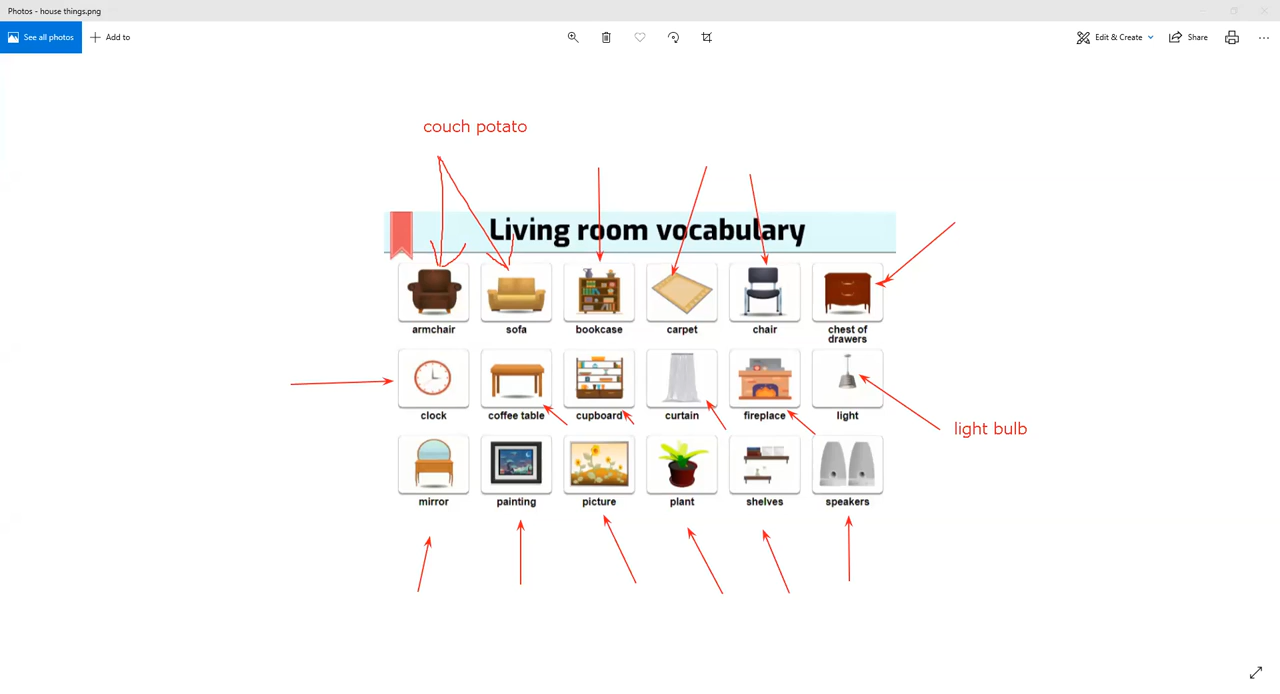 Photos - house things.png
See all photos
Add to
Edit & Create
Share
couch potato
Living room vocabulary
armchair
sofa
bookcase
carpet
chair
chest of
drawers
clock
coffee table
cupboard
curtain
fireplace
light
light bulb
mirror
painting
picture
plant
shelves
speakers